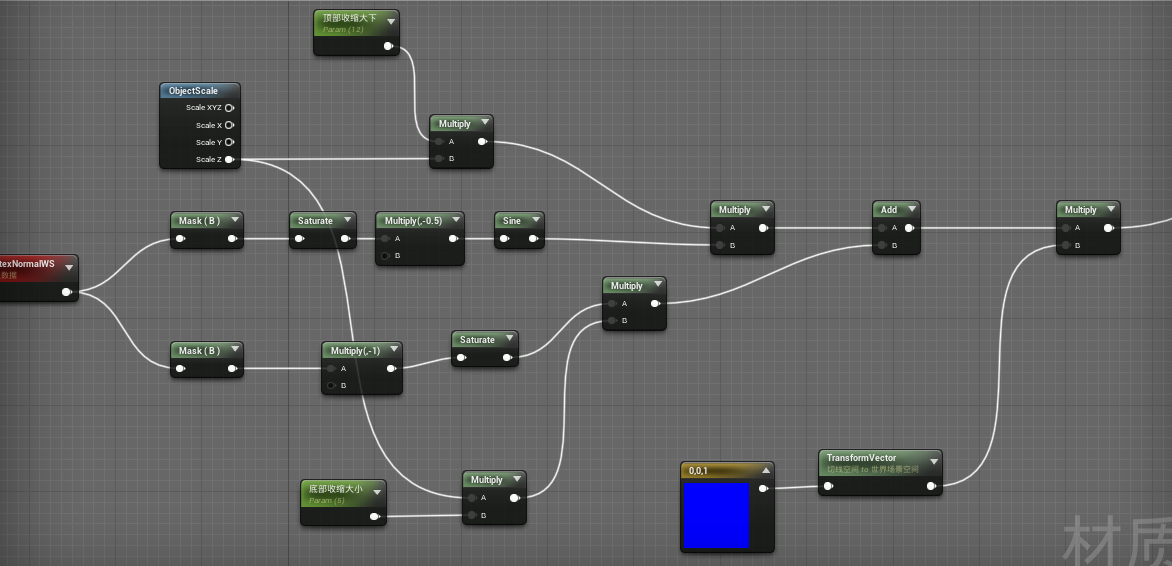 顶部收缩大下
Param (12)
ObjectScale
Scale XYZ
Scale X
Scale Y
Scale Z
Multiply
A
B
Mask ( B )
Saturate
Multiply(,-0.5)
A
B
Sine
Multiply
A
B
Add
A
B
Multiply
A
B
texNormalWS
数据
Multiply
A
B
Mask ( B )
Multiply(,-1)
A
B
Saturate
底部收缩大小
Param (5)
Multiply
A
B
0,0,1
TransformVector
切线空间 to 世界场景空间
材质